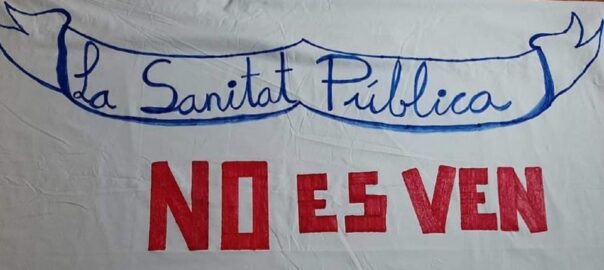 La Sanitat Pública
NO ES VEN